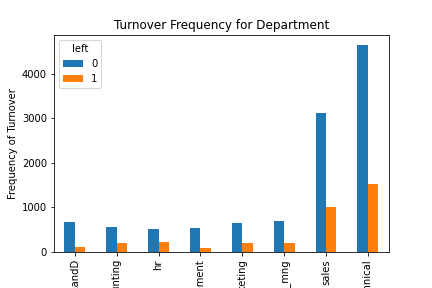 Turnover Frequency for Department
left
0
1
Frequency of Turnover
4000
3000
2000
1000
0
andD
nting
hr
ment
eting
_mng
sales
nical